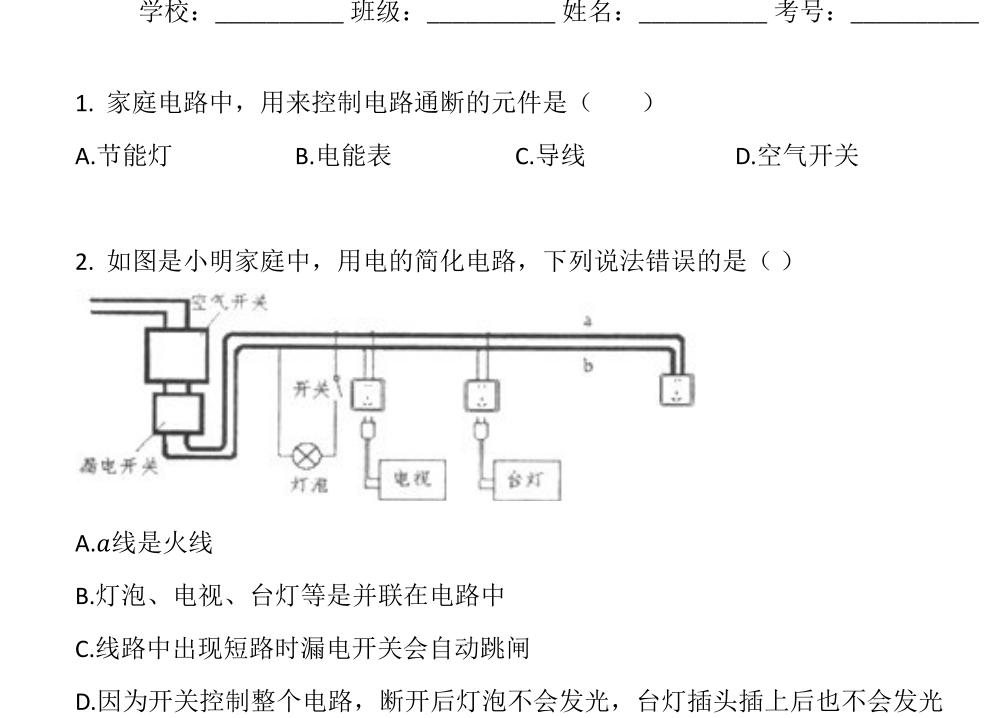 学校：__________ 班级：__________ 姓名：__________ 考号：__________
1. 家庭电路中，用来控制电路通断的元件是（　　）
A.节能灯 B.电能表 C.导线 D.空气开关
2. 如图是小明家庭中，用电的简化电路，下列说法错误的是（ ）
空气开关
a
b
开关
漏电开关
灯泡
电视
台灯
A.a线是火线
B.灯泡、电视、台灯等是并联在电路中
C.线路中出现短路时漏电开关会自动跳闸
D.因为开关控制整个电路，断开后灯泡不会发光，台灯插头插上后也不会发光